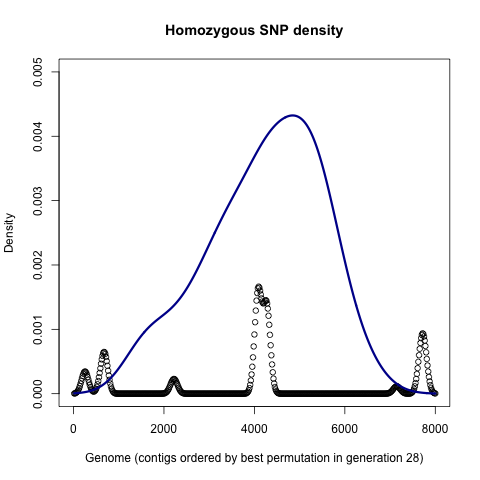 Homozygous SNP density
Density
0.005
0.004
0.003
0.002
0.001
0.000
0 2000 4000 6000 8000
Genome (contigs ordered by best permutation in generation 28)